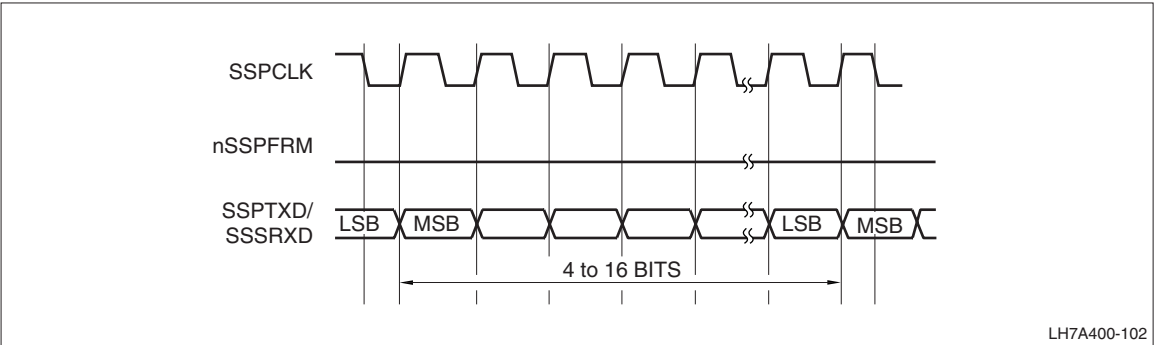 SSPCLK
nSSPFRM
SSPTXD/
SSSRXD
LSB MSB LSB MSB
4 to 16 BITS
LH7A400-102